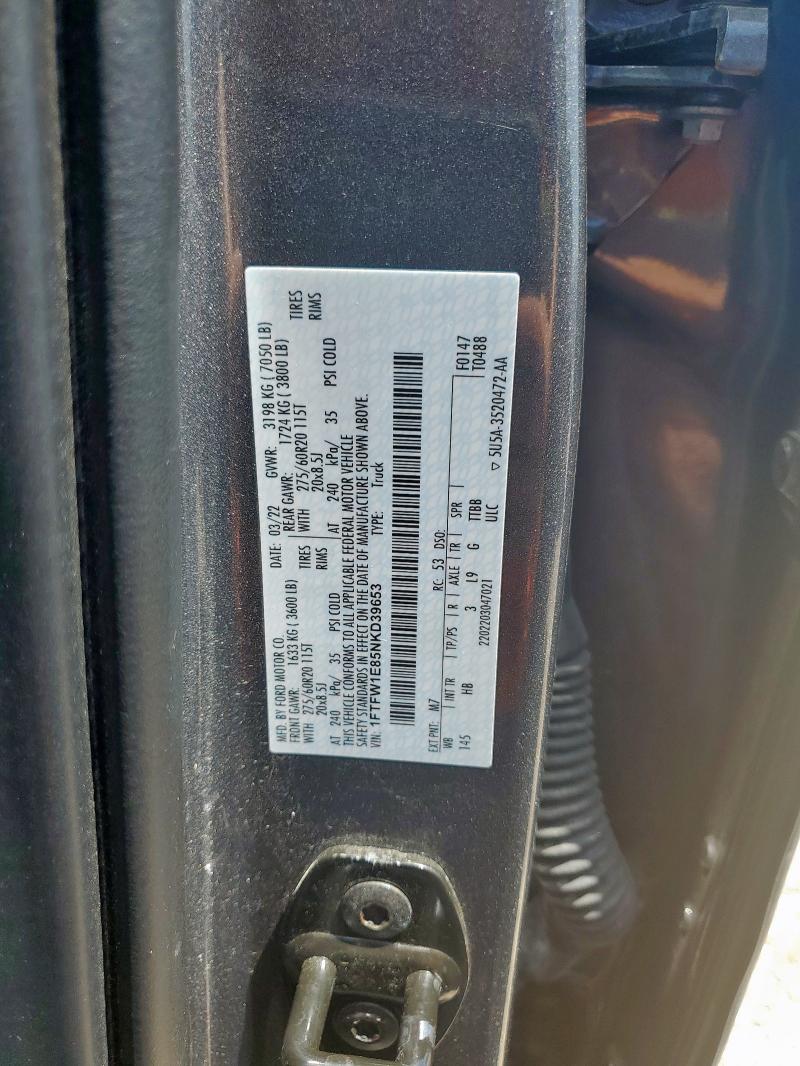 MFD. BY FORD MOTOR CO.
DATE: 03/22 GVWR: 3198 KG ( 7050 LB)
FRONT GAWR: 1633 KG ( 3600 LB) REAR GAWR: 1724 KG ( 3800 LB)
WITH 275/60R20 115T TIRES WITH 275/60R20 115T TIRES
20x8.5J RIMS 20x8.5J RIMS
AT 240 kPa/ 35 PSI COLD AT 240 kPa/ 35 PSI COLD
THIS VEHICLE CONFORMS TO ALL APPLICABLE FEDERAL MOTOR VEHICLE
SAFETY STANDARDS IN EFFECT ON THE DATE OF MANUFACTURE SHOWN ABOVE.
VIN: 1FTFW1E85NKD39653 TYPE: Truck
EXT PNT: M7 RC: 53 DSO: F0147
WB INT TR TP/PS R AXLE TR SPR T0488
145 HB 3 L9 G TTBB
2202203047021 ULC ▽ 5U5A-3520472-AA